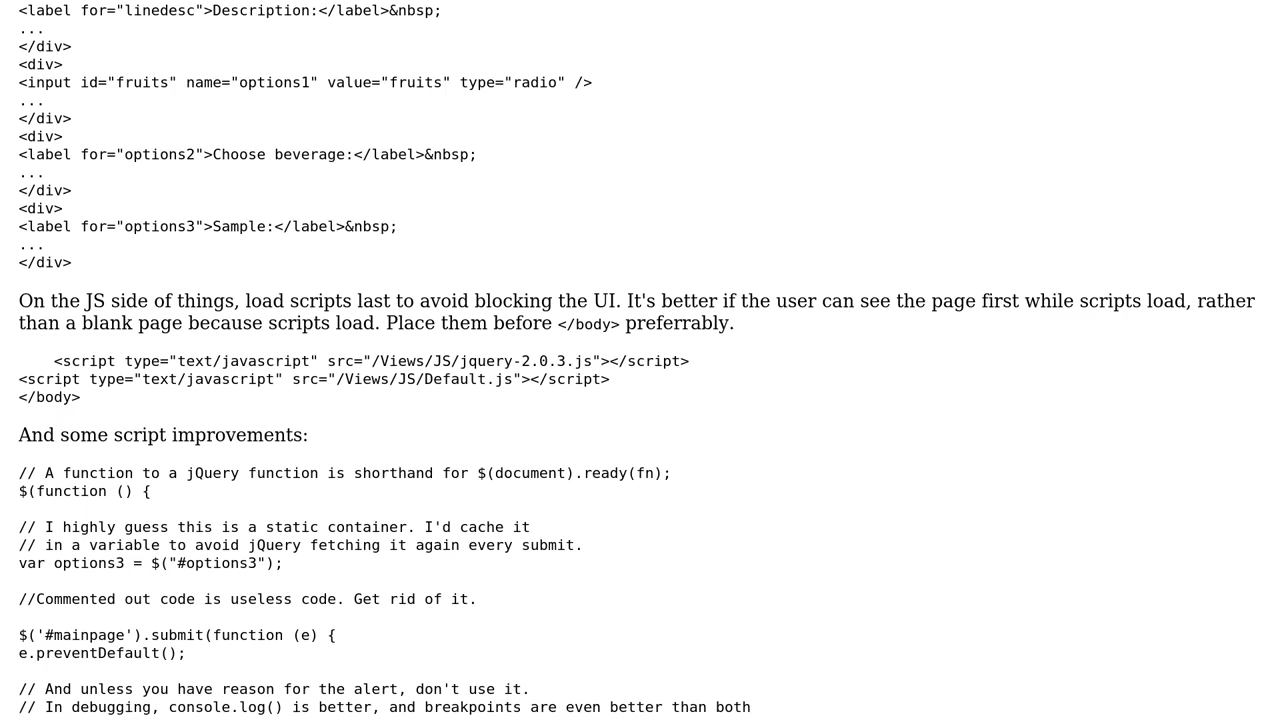 <label for="linedesc">Description:</label>&nbsp;
...
</div>
<div>
<input id="fruits" name="options1" value="fruits" type="radio" />
...
</div>
<div>
<label for="options2">Choose beverage:</label>&nbsp;
...
</div>
<div>
<label for="options3">Sample:</label>&nbsp;
...
</div>
On the JS side of things, load scripts last to avoid blocking the UI. It's better if the user can see the page first while scripts load, rather
than a blank page because scripts load. Place them before </body> preferrably.
<script type="text/javascript" src="/Views/JS/jquery-2.0.3.js"></script>
<script type="text/javascript" src="/Views/JS/Default.js"></script>
</body>
And some script improvements:
// A function to a jQuery function is shorthand for $(document).ready(fn);
$(function () {
// I highly guess this is a static container. I'd cache it
// in a variable to avoid jQuery fetching it again every submit.
var options3 = $("#options3");
//Commented out code is useless code. Get rid of it.
$('#mainpage').submit(function (e) {
e.preventDefault();
// And unless you have reason for the alert, don't use it.
// In debugging, console.log() is better, and breakpoints are even better than both